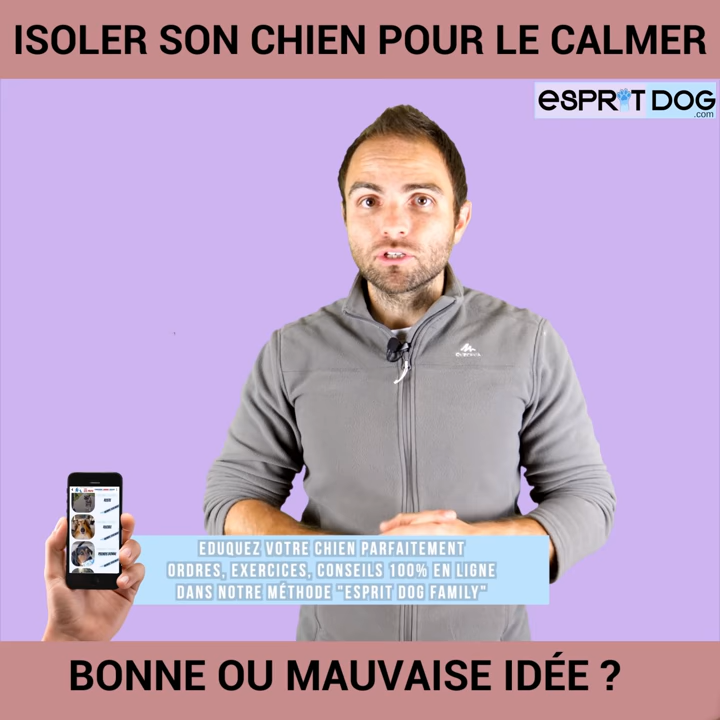 ISOLER SON CHIEN POUR LE CALMER
ESPRIT DOG
.com
EDUQUEZ VOTRE CHIEN PARFAITEMENT
ORDRES, EXERCICES, CONSEILS 100% EN LIGNE
DANS NOTRE MÉTHODE "ESPRIT DOG FAMILY"
BONNE OU MAUVAISE IDÉE ?